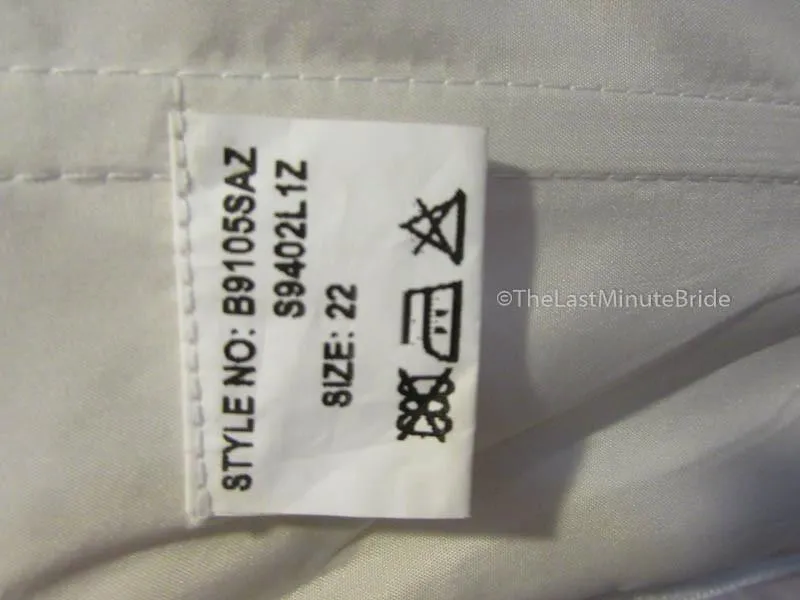 STYLE NO: B9105SAZ
S9402L1Z
SIZE: 22
©TheLastMinuteBride